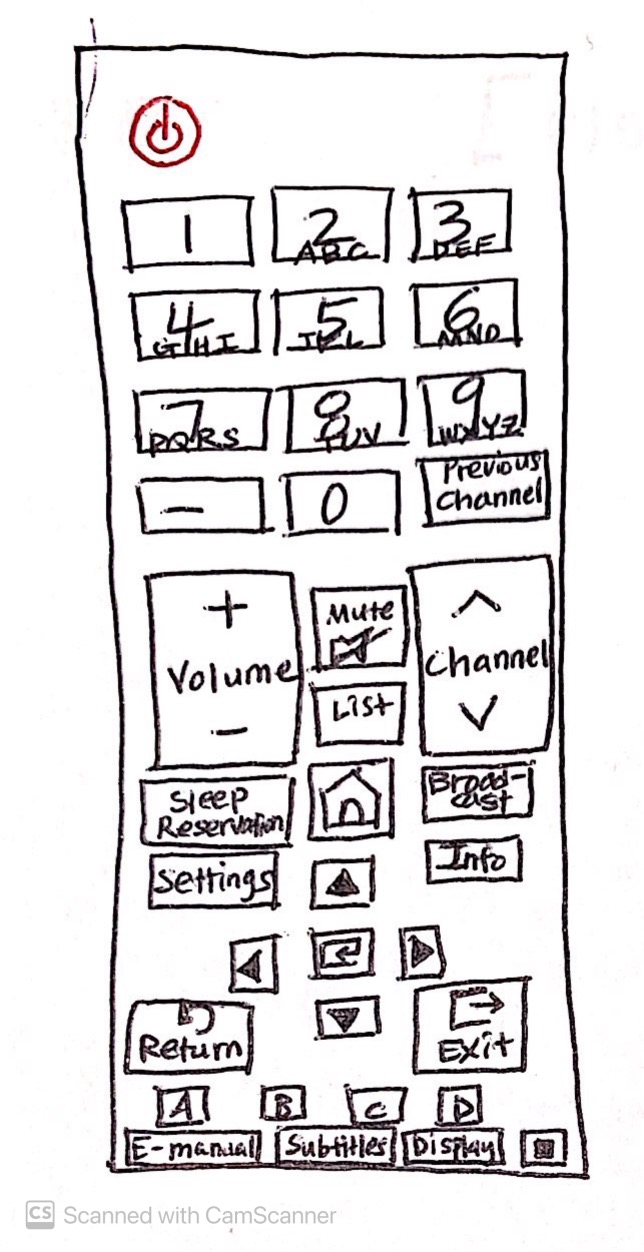 1
2
3
ABC
DEF
4
5
6
GHI
JKL
MNO
7
8
9
PQRS
TUV
WXYZ
-
0
Previous
Channel
+
Volume
-
Mute
List
Channel
Sleep
Reservation
Broad-
cast
Settings
Info
Return
Exit
A
B
C
D
E-manual
Subtitles
Display
CS Scanned with CamScanner